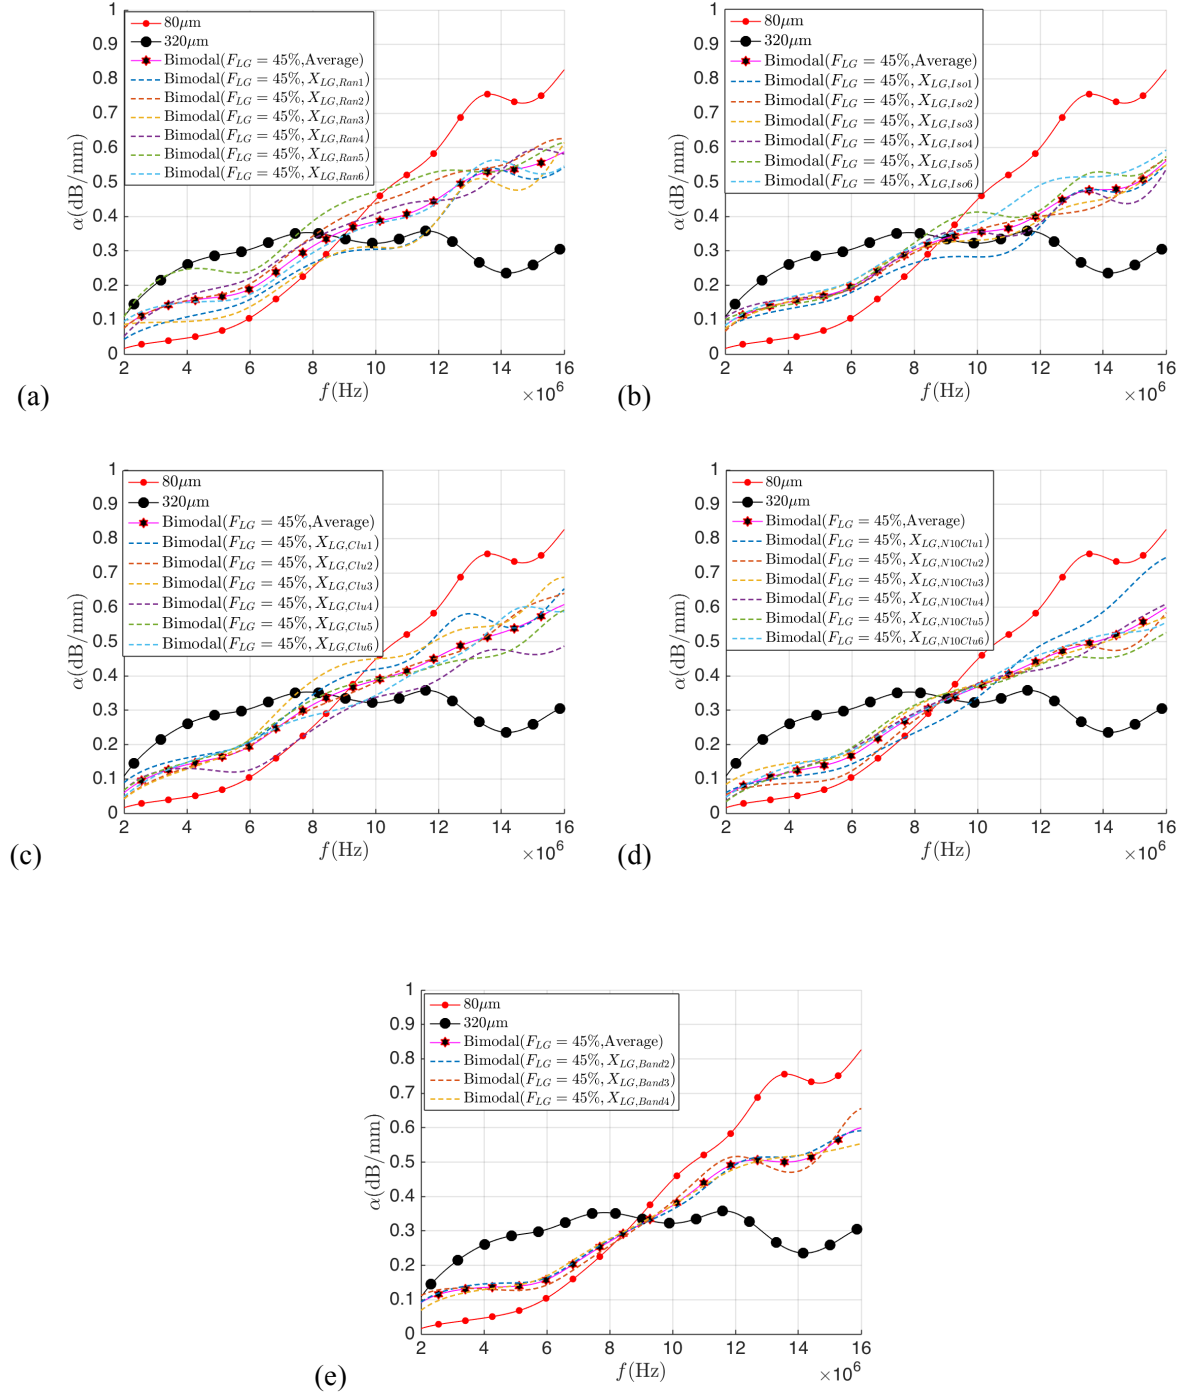 1
0.9
0.8
0.7
0.6
0.5
0.4
0.3
0.2
0.1
0
α(dB/mm)
80μm
320μm
Bimodal(F_LG = 45%,Average)
Bimodal(F_LG = 45%, X_LG,Ran1)
Bimodal(F_LG = 45%, X_LG,Ran2)
Bimodal(F_LG = 45%, X_LG,Ran3)
Bimodal(F_LG = 45%, X_LG,Ran4)
Bimodal(F_LG = 45%, X_LG,Ran5)
Bimodal(F_LG = 45%, X_LG,Ran6)
2 4 6 8 10 12 14 16
f(Hz)
×10^6
(a)
1
0.9
0.8
0.7
0.6
0.5
0.4
0.3
0.2
0.1
0
α(dB/mm)
80μm
320μm
Bimodal(F_LG = 45%,Average)
Bimodal(F_LG = 45%, X_LG,Iso1)
Bimodal(F_LG = 45%, X_LG,Iso2)
Bimodal(F_LG = 45%, X_LG,Iso3)
Bimodal(F_LG = 45%, X_LG,Iso4)
Bimodal(F_LG = 45%, X_LG,Iso5)
Bimodal(F_LG = 45%, X_LG,Iso6)
2 4 6 8 10 12 14 16
f(Hz)
×10^6
(b)
1
0.9
0.8
0.7
0.6
0.5
0.4
0.3
0.2
0.1
0
α(dB/mm)
80μm
320μm
Bimodal(F_LG = 45%,Average)
Bimodal(F_LG = 45%, X_LG,Clu1)
Bimodal(F_LG = 45%, X_LG,Clu2)
Bimodal(F_LG = 45%, X_LG,Clu3)
Bimodal(F_LG = 45%, X_LG,Clu4)
Bimodal(F_LG = 45%, X_LG,Clu5)
Bimodal(F_LG = 45%, X_LG,Clu6)
2 4 6 8 10 12 14 16
f(Hz)
×10^6
(c)
1
0.9
0.8
0.7
0.6
0.5
0.4
0.3
0.2
0.1
0
α(dB/mm)
80μm
320μm
Bimodal(F_LG = 45%,Average)
Bimodal(F_LG = 45%, X_LG,N10Clu1)
Bimodal(F_LG = 45%, X_LG,N10Clu2)
Bimodal(F_LG = 45%, X_LG,N10Clu3)
Bimodal(F_LG = 45%, X_LG,N10Clu4)
Bimodal(F_LG = 45%, X_LG,N10Clu5)
Bimodal(F_LG = 45%, X_LG,N10Clu6)
2 4 6 8 10 12 14 16
f(Hz)
×10^6
(d)
1
0.9
0.8
0.7
0.6
0.5
0.4
0.3
0.2
0.1
0
α(dB/mm)
80μm
320μm
Bimodal(F_LG = 45%,Average)
Bimodal(F_LG = 45%, X_LG,Band2)
Bimodal(F_LG = 45%, X_LG,Band3)
Bimodal(F_LG = 45%, X_LG,Band4)
2 4 6 8 10 12 14 16
f(Hz)
×10^6
(e)